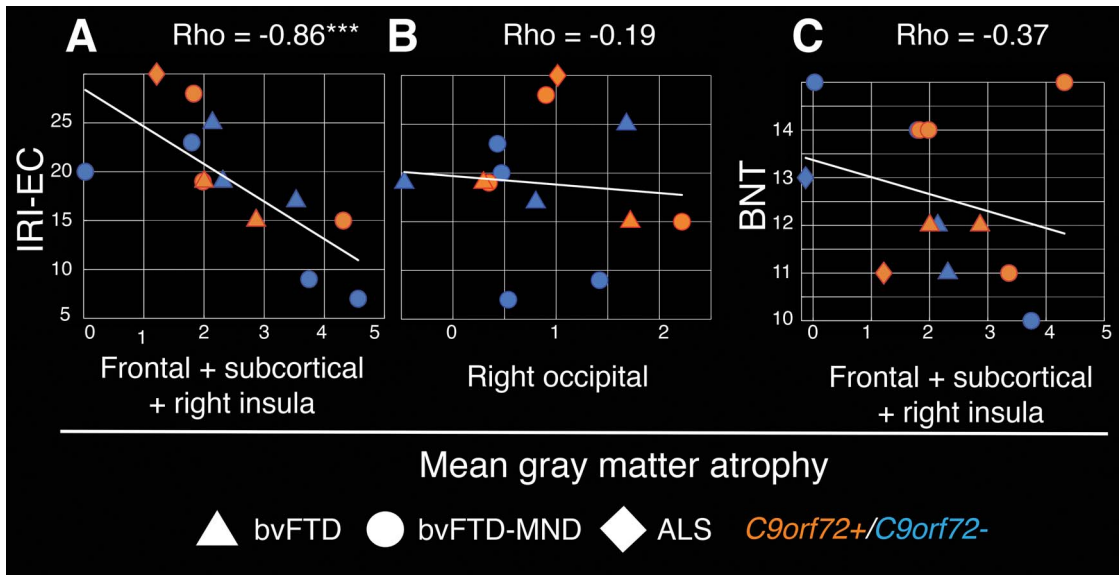 A Rho = -0.86*** B Rho = -0.19 C Rho = -0.37
IRI-EC
25
20
15
10
5
0 1 2 3 4 5
Frontal + subcortical
+ right insula
0 1 2
Right occipital
BNT
14
13
12
11
10
0 1 2 3 4
Frontal + subcortical
+ right insula
Mean gray matter atrophy
bvFTD bvFTD-MND ALS C9orf72+/C9orf72-